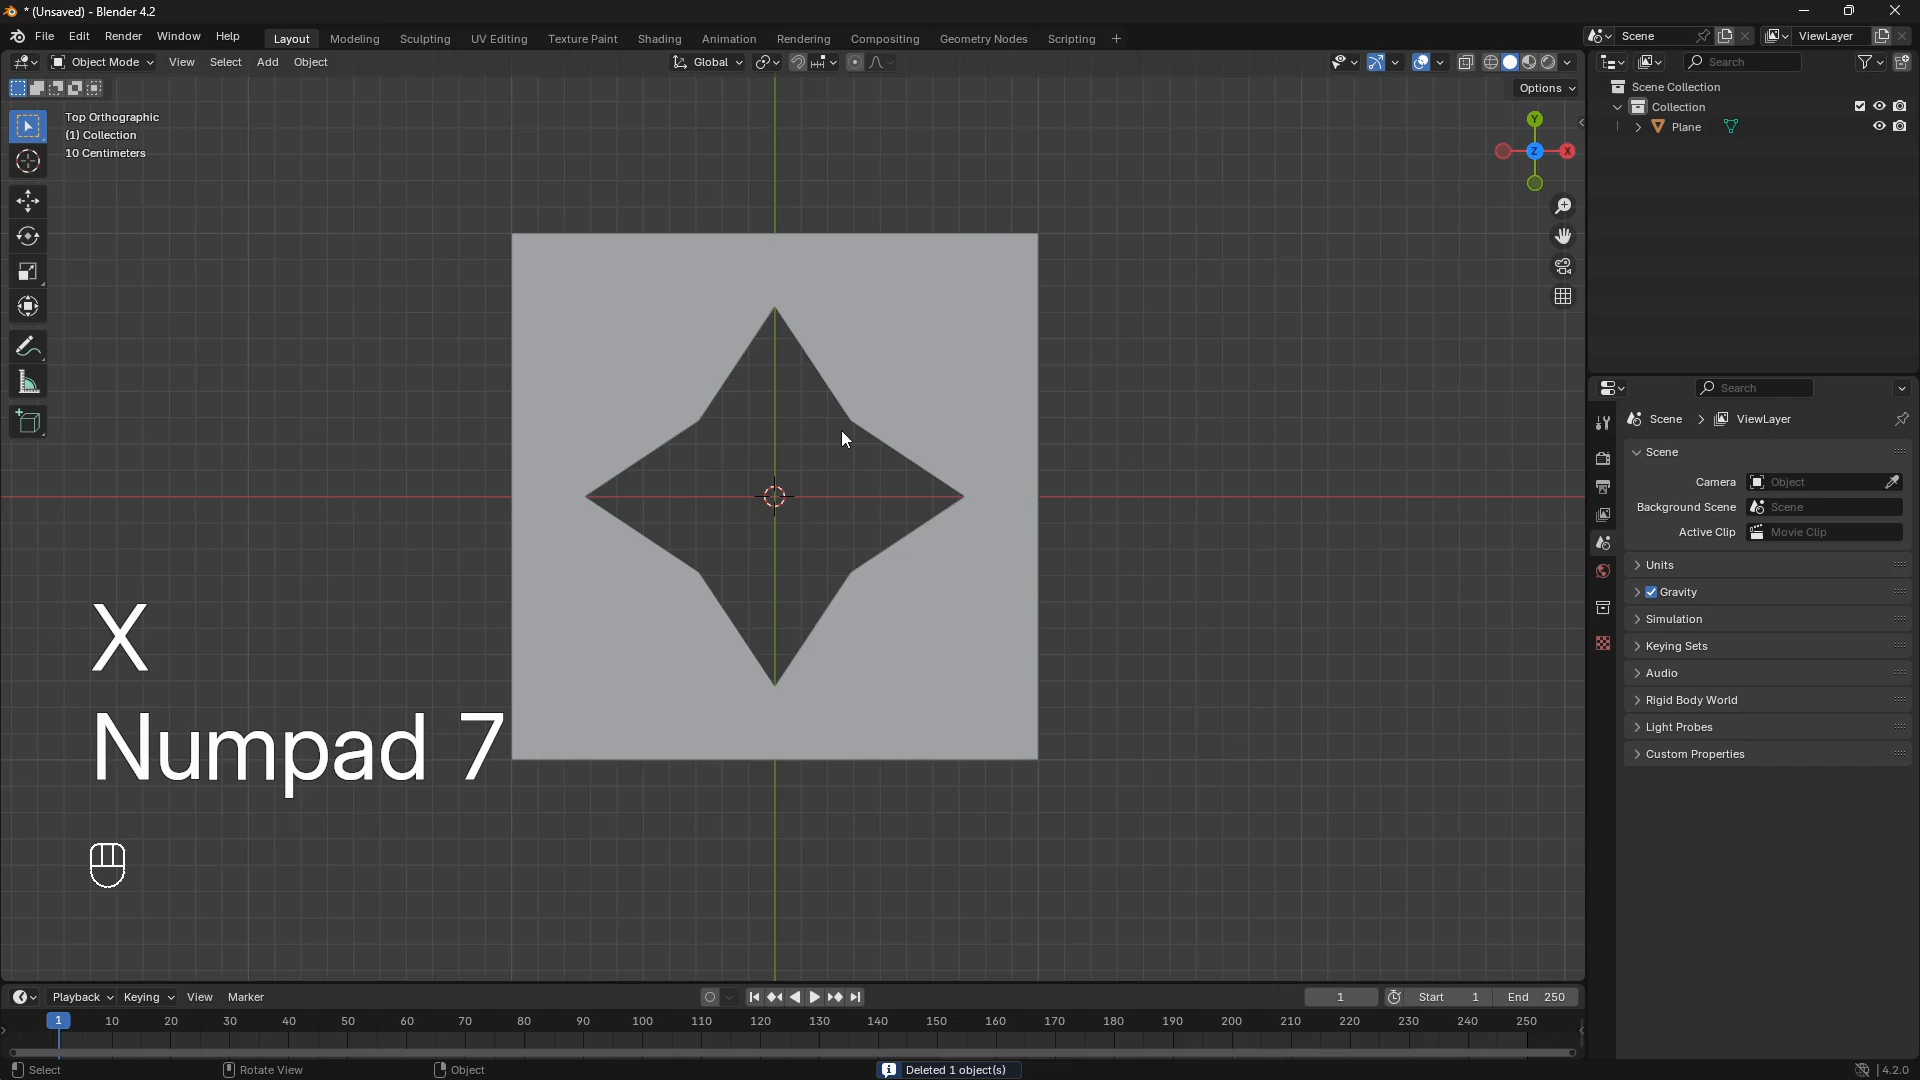 * (Unsaved) - Blender 4.2
File Edit Render Window Help
Layout Modeling Sculpting UV Editing Texture Paint Shading Animation Rendering Compositing Geometry Nodes Scripting +
Scene
ViewLayer
Object Mode View Select Add Object
Global
Options
Search
Top Orthographic
(1) Collection
10 Centimeters
Y
Z
X
Scene Collection
Collection
Plane
Search
Scene > ViewLayer
Scene
Camera Object
Background Scene Scene
Active Clip Movie Clip
Units
Gravity
Simulation
Keying Sets
Audio
Rigid Body World
Light Probes
Custom Properties
X
Numpad 7
Playback Keying View Marker
1 Start 1 End 250
1 10 20 30 40 50 60 70 80 90 100 110 120 130 140 150 160 170 180 190 200 210 220 230 240 250
Select Rotate View Object
Deleted 1 object(s)
4.2.0